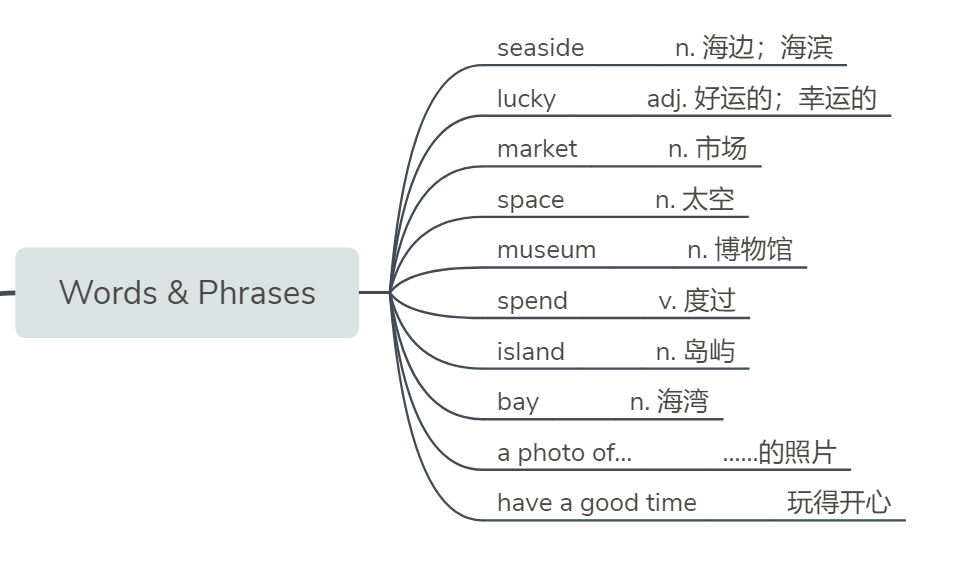 Words & Phrases
seaside n. 海边；海滨
lucky adj. 好运的；幸运的
market n. 市场
space n. 太空
museum n. 博物馆
spend v. 度过
island n. 岛屿
bay n. 海湾
a photo of... ......的照片
have a good time 玩得开心